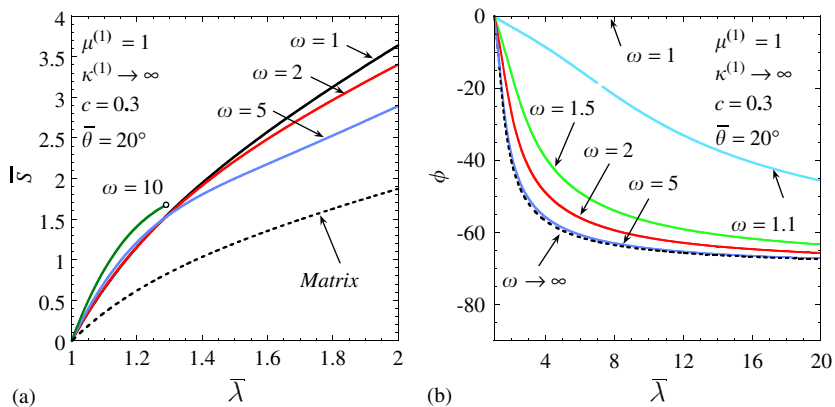 4
3.5
3
2.5
2
1.5
1
0.5
0
S̄
μ(1) = 1
κ(1) → ∞
c = 0.3
θ̄ = 20°
ω = 1
ω = 2
ω = 5
ω = 10
Matrix
1 1.2 1.4 1.6 1.8 2
λ̄
(a)
0
-20
-40
-60
-80
ϕ
ω = 1
μ(1) = 1
κ(1) → ∞
c = 0.3
θ̄ = 20°
ω = 1.5
ω = 2
ω = 5
ω = 1.1
ω → ∞
4 8 12 16 20
λ̄
(b)